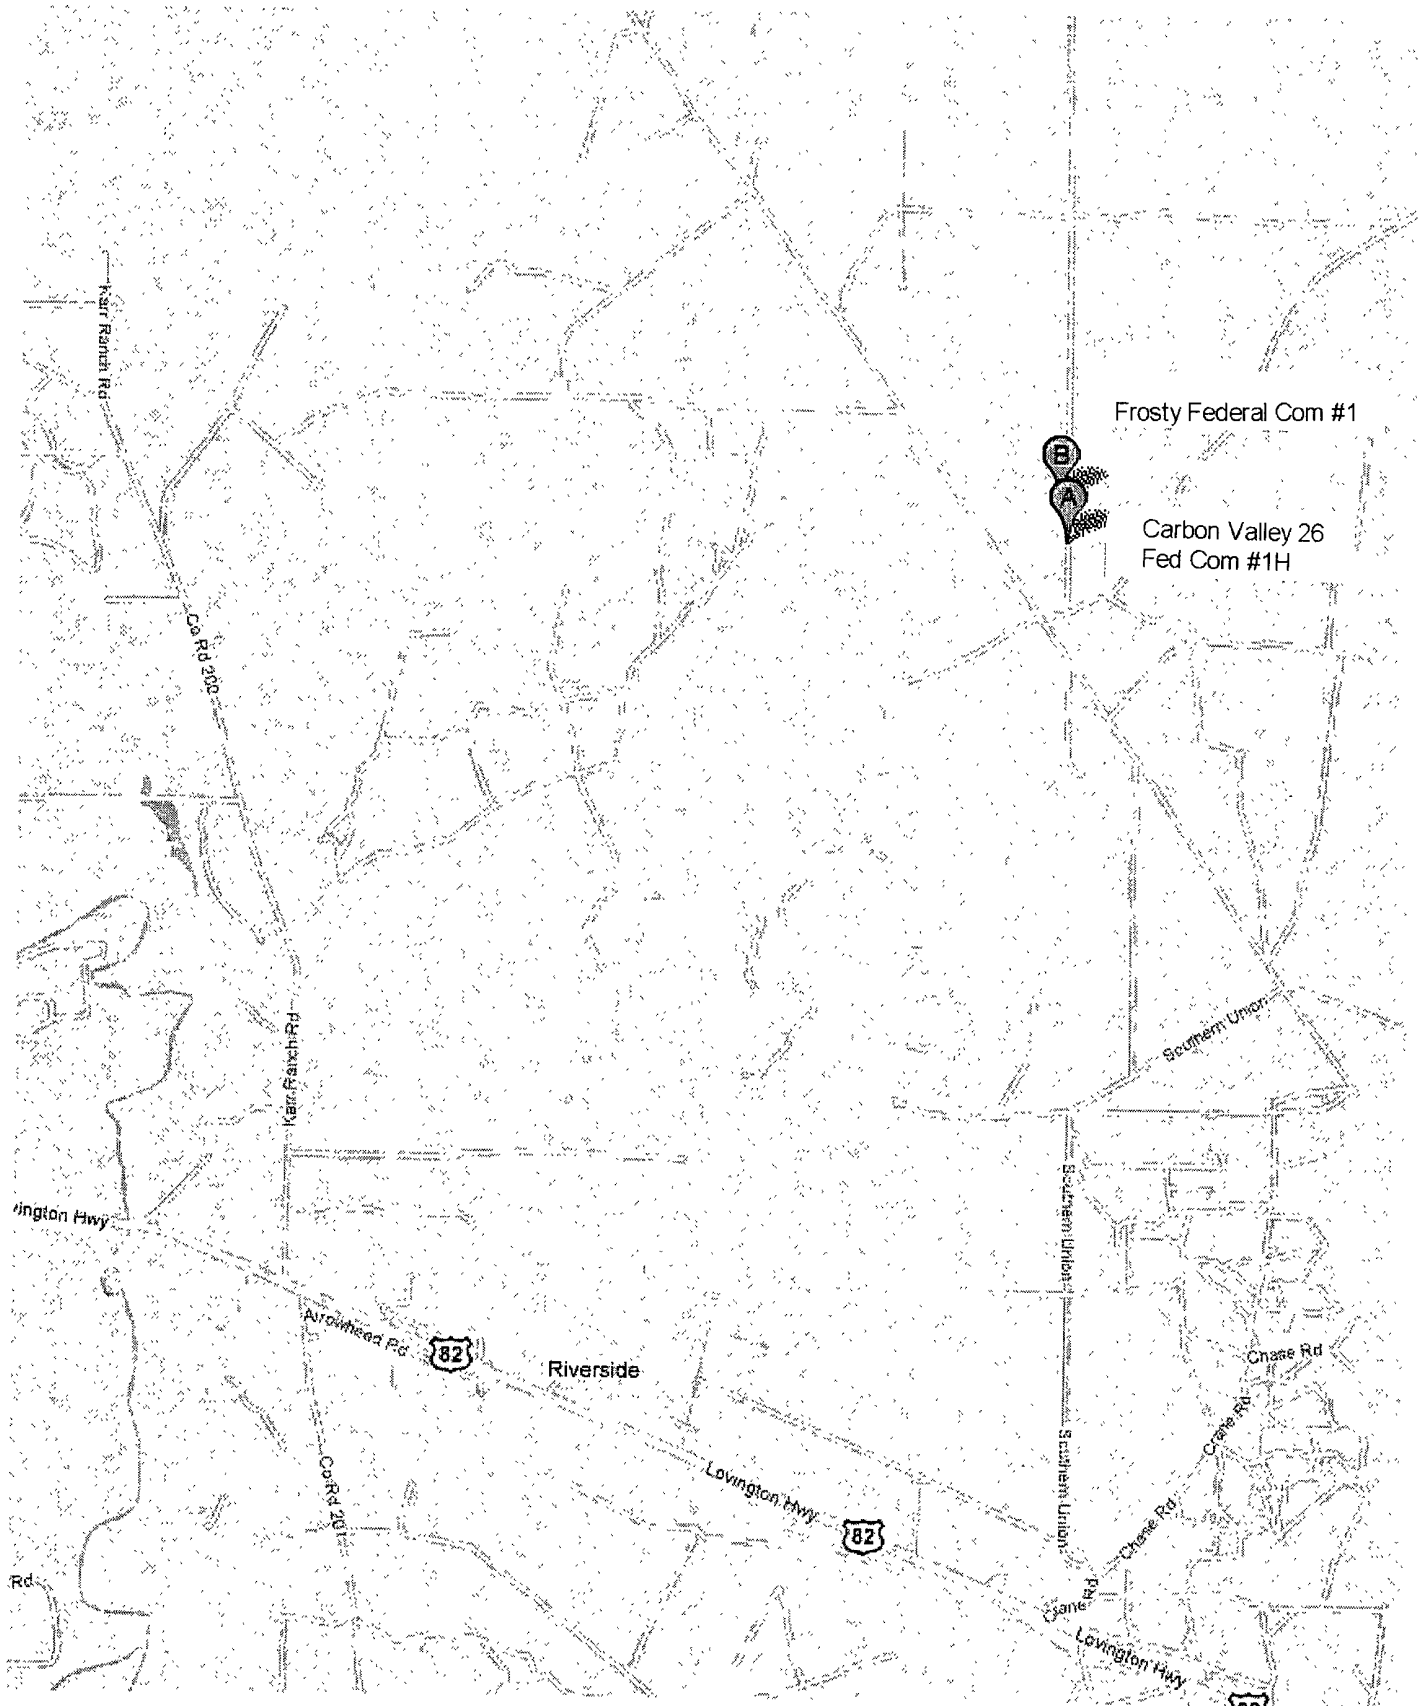 Karr Ranch Rd
Frosty Federal Com #1
B
A
Carbon Valley 26
Fed Com #1H
Co Rd 200
Southern Union
Karr Ranch Rd
Southern Union
vington Hwy
Arrowhead Rd
82
Riverside
Chase Rd
Crane Rd
Co Rd 201
Southern Union
Lovington Hwy
82
Chase Rd
Rd
Crane Rd
Lovington Hwy